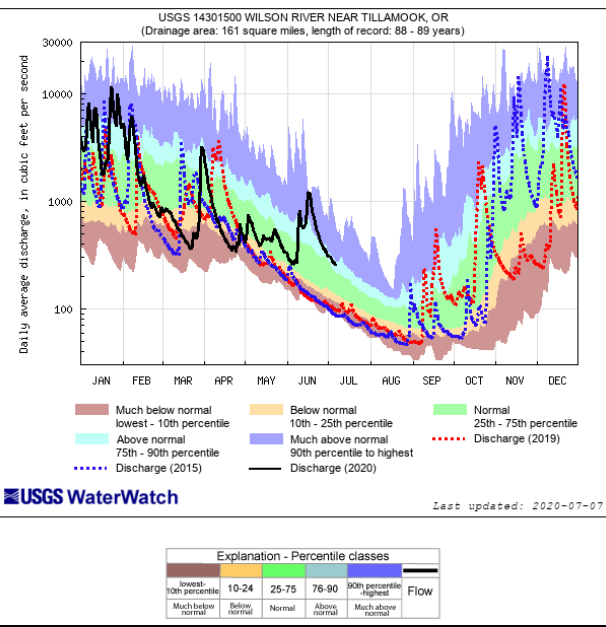 USGS 14301500 WILSON RIVER NEAR TILLAMOOK, OR
(Drainage area: 161 square miles, length of record: 88 - 89 years)
Daily average discharge, in cubic feet per second
30000
10000
1000
100
JAN FEB MAR APR MAY JUN JUL AUG SEP OCT NOV DEC
Much below normal
lowest - 10th percentile
Below normal
10th - 25th percentile
Normal
25th - 75th percentile
Above normal
75th - 90th percentile
Much above normal
90th percentile to highest
Discharge (2019)
Discharge (2015)
Discharge (2020)
USGS WaterWatch
Last updated: 2020-07-07
Explanation - Percentile classes
lowest-
10th percentile
10-24
25-75
76-90
90th percentile
-highest
Flow
Much below
normal
Below
normal
Normal
Above
normal
Much above
normal